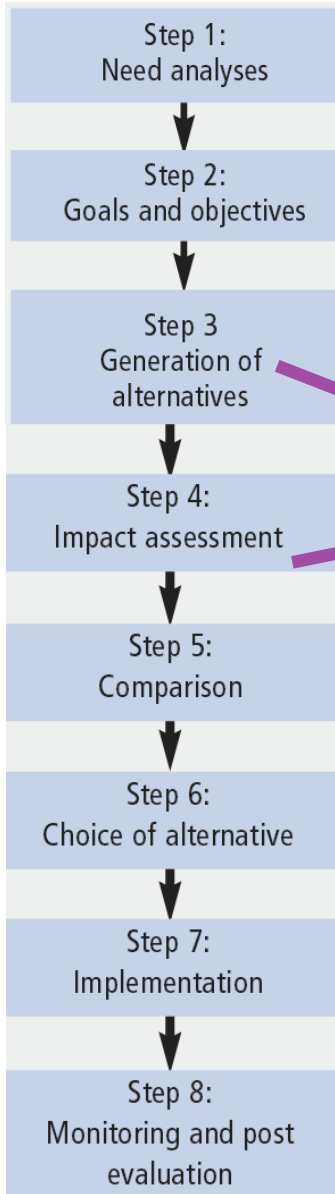 Step 1:
Need analyses
Step 2:
Goals and objectives
Step 3
Generation of
alternatives
Step 4:
Impact assessment
Step 5:
Comparison
Step 6:
Choice of alternative
Step 7:
Implementation
Step 8:
Monitoring and post
evaluation